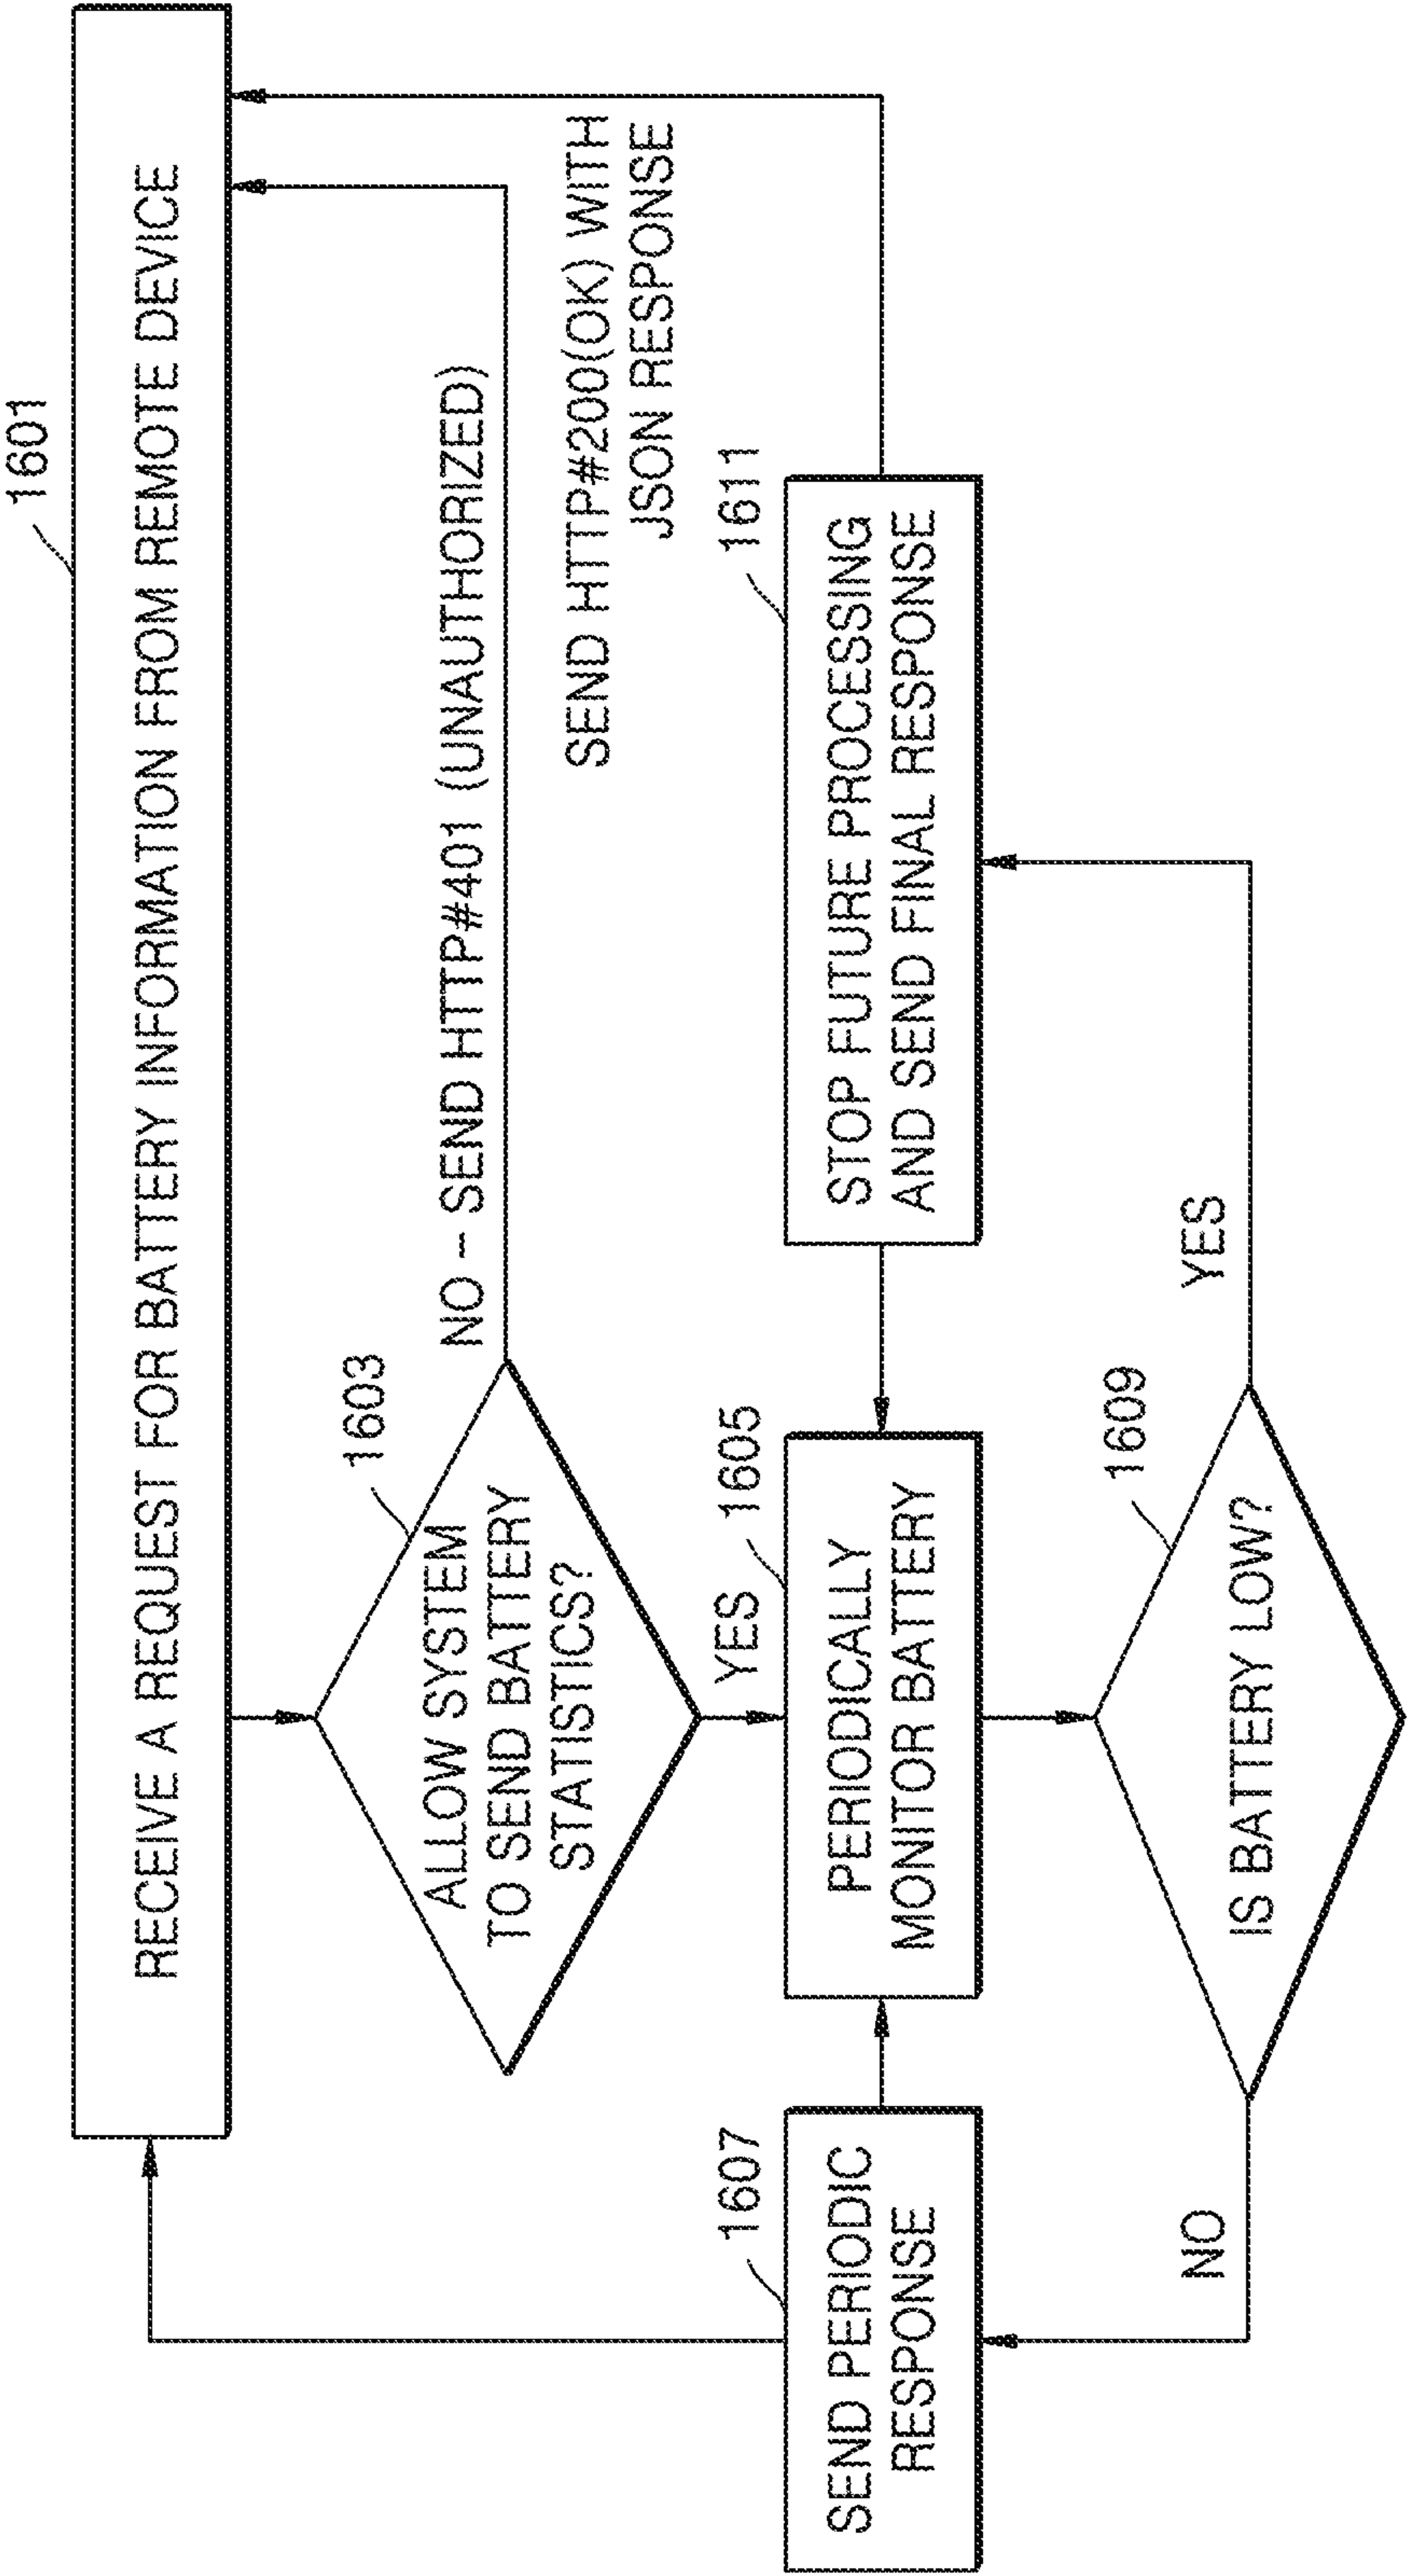 1601
RECEIVE A REQUEST FOR BATTERY INFORMATION FROM REMOTE DEVICE
1603
ALLOW SYSTEM
TO SEND BATTERY
STATISTICS?
NO – SEND HTTP#401 (UNAUTHORIZED)
SEND HTTP#200(OK) WITH
JSON RESPONSE
YES
1607
SEND PERIODIC
RESPONSE
1605
PERIODICALLY
MONITOR BATTERY
1611
STOP FUTURE PROCESSING
AND SEND FINAL RESPONSE
1609
IS BATTERY LOW?
NO
YES